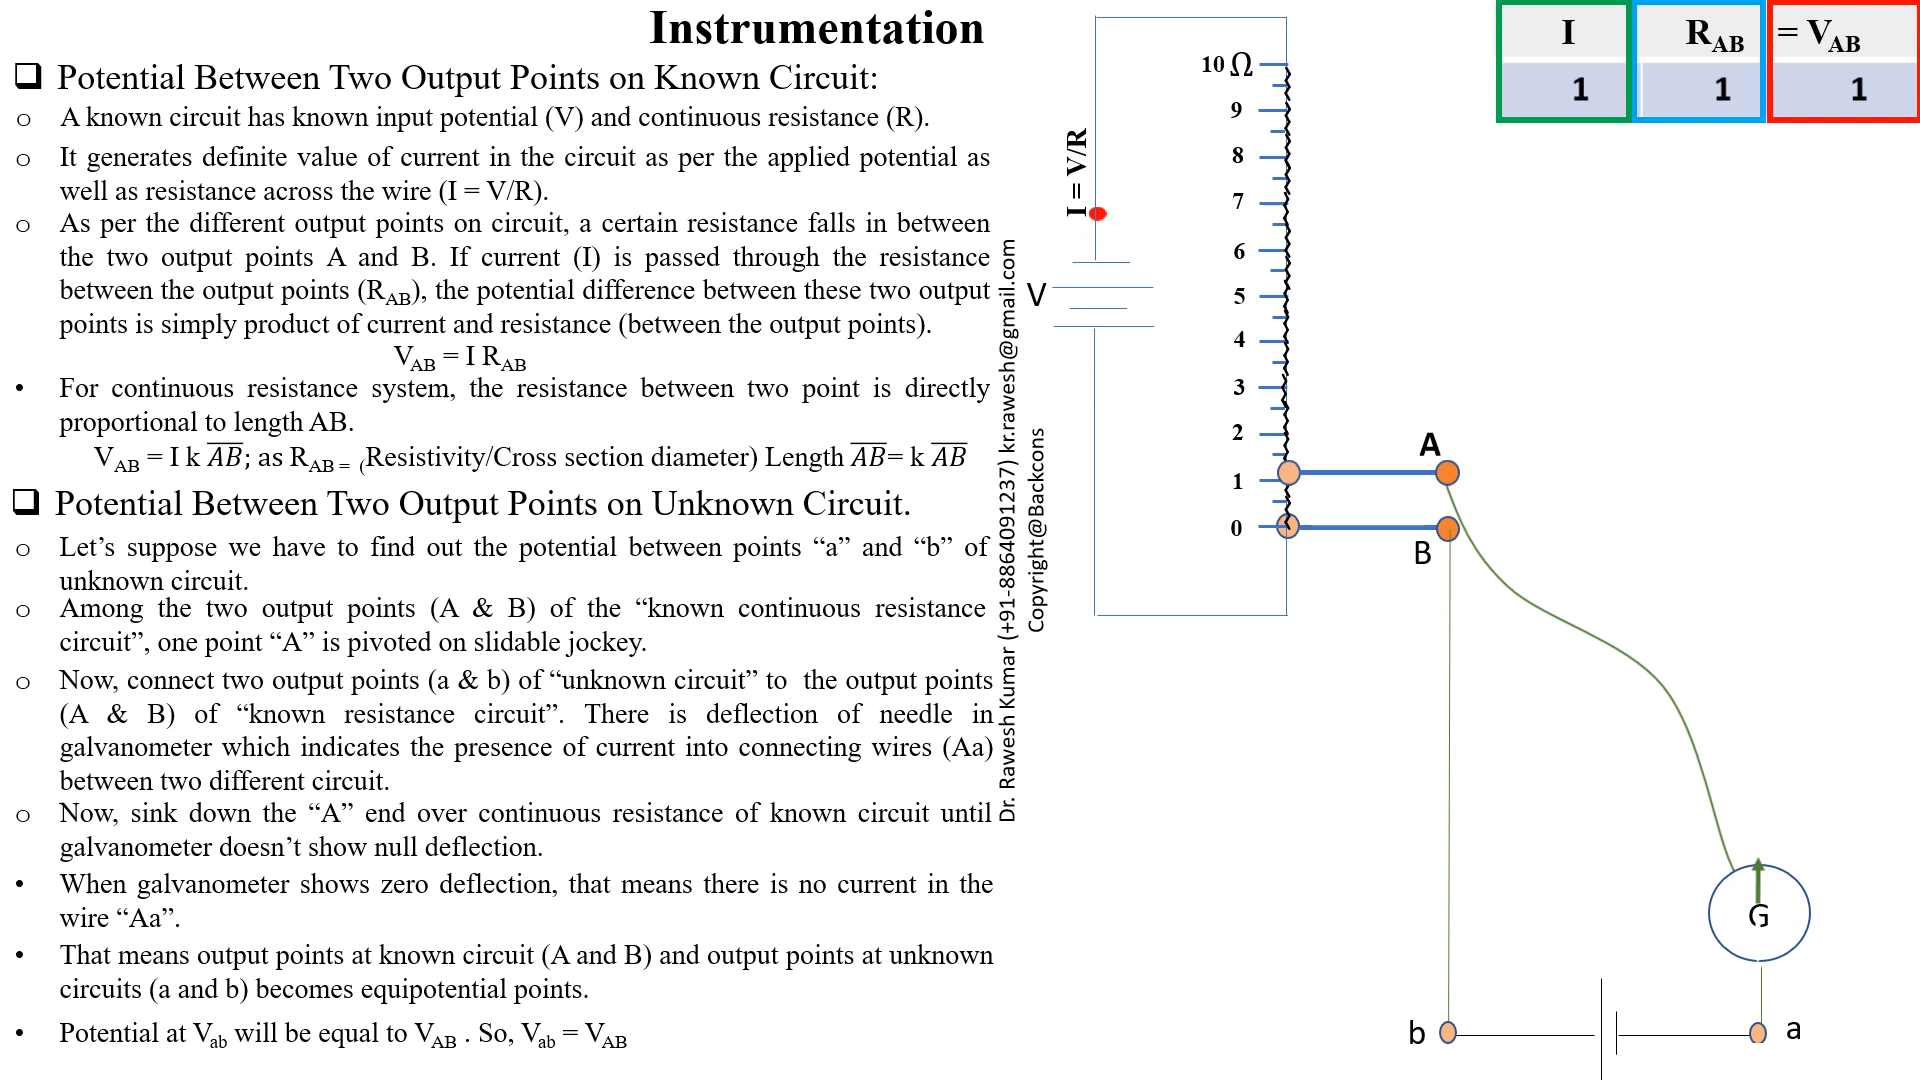 Instrumentation
❑ Potential Between Two Output Points on Known Circuit:
o A known circuit has known input potential (V) and continuous resistance (R).
o It generates definite value of current in the circuit as per the applied potential as
well as resistance across the wire (I = V/R).
o As per the different output points on circuit, a certain resistance falls in between
the two output points A and B. If current (I) is passed through the resistance
between the output points (R_AB), the potential difference between these two output
points is simply product of current and resistance (between the output points).
V_AB = I R_AB
• For continuous resistance system, the resistance between two point is directly
proportional to length AB.
V_AB = I k A̅B̅; as R_AB = (Resistivity/Cross section diameter) Length A̅B̅= k A̅B̅
❑ Potential Between Two Output Points on Unknown Circuit.
o Let’s suppose we have to find out the potential between points “a” and “b” of
unknown circuit.
o Among the two output points (A & B) of the “known continuous resistance
circuit”, one point “A” is pivoted on slidable jockey.
o Now, connect two output points (a & b) of “unknown circuit” to the output points
(A & B) of “known resistance circuit”. There is deflection of needle in
galvanometer which indicates the presence of current into connecting wires (Aa)
between two different circuit.
o Now, sink down the “A” end over continuous resistance of known circuit until
galvanometer doesn’t show null deflection.
• When galvanometer shows zero deflection, that means there is no current in the
wire “Aa”.
• That means output points at known circuit (A and B) and output points at unknown
circuits (a and b) becomes equipotential points.
• Potential at V_ab will be equal to V_AB . So, V_ab = V_AB
Dr. Rawesh Kumar (+91-8864091237) kr.rawesh@gmail.com
Copyright@Backcons
I = V/R
V
10 Ω
9
8
7
6
5
4
3
2
1
0
A
B
G
b
a
I R_AB = V_AB
1 1 1